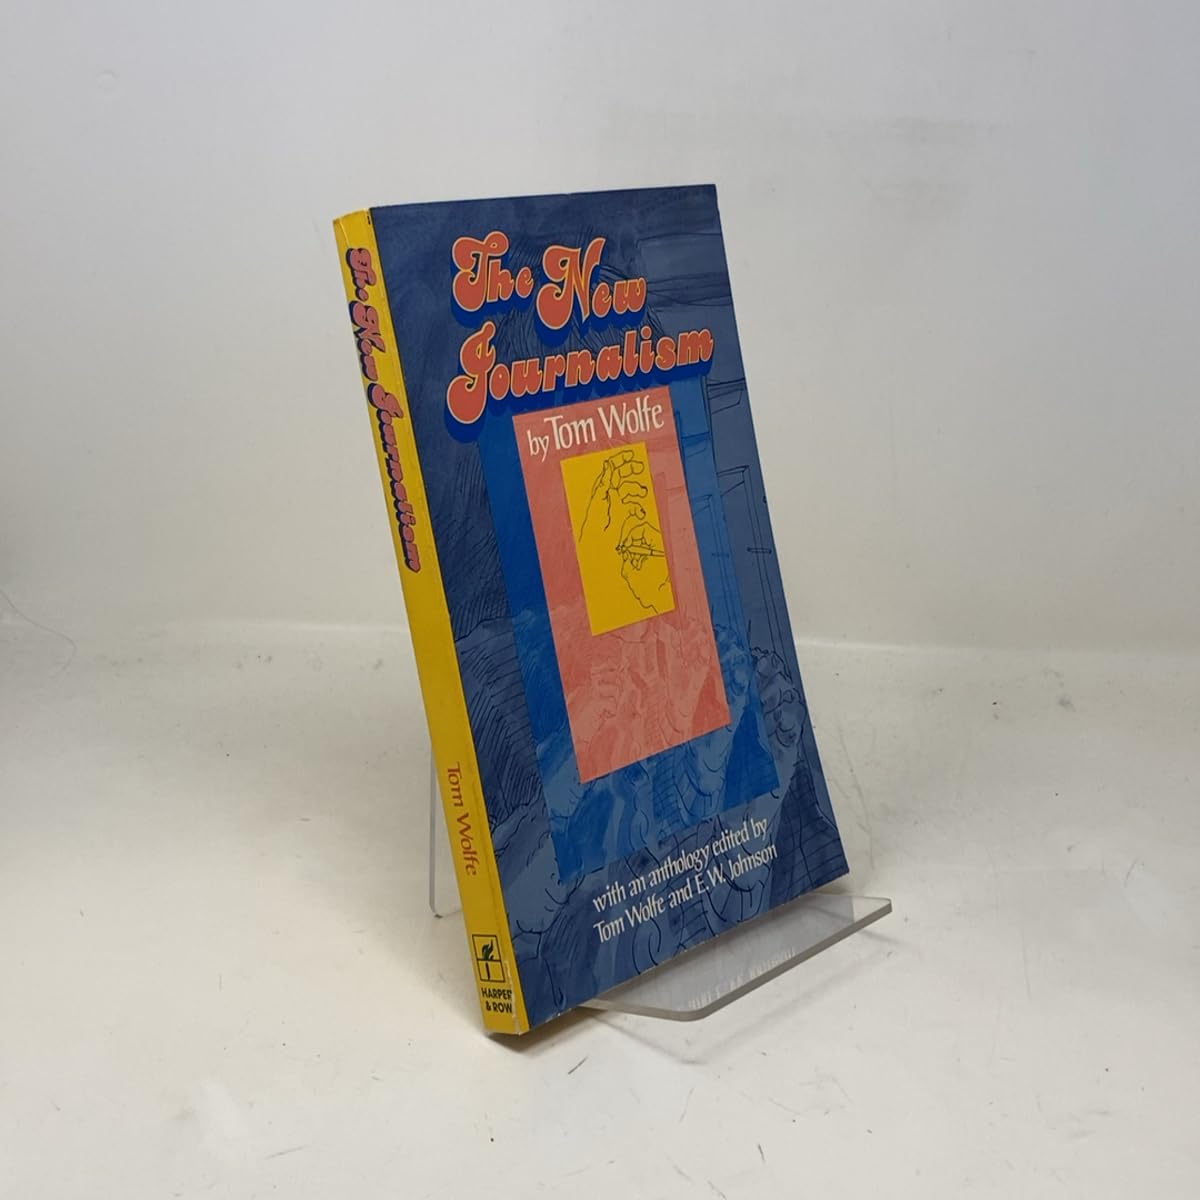 The New
Journalism
by Tom Wolfe
with an anthology edited by
Tom Wolfe and E.W. Johnson
The New Journalism
Tom Wolfe
HARPER
& ROW